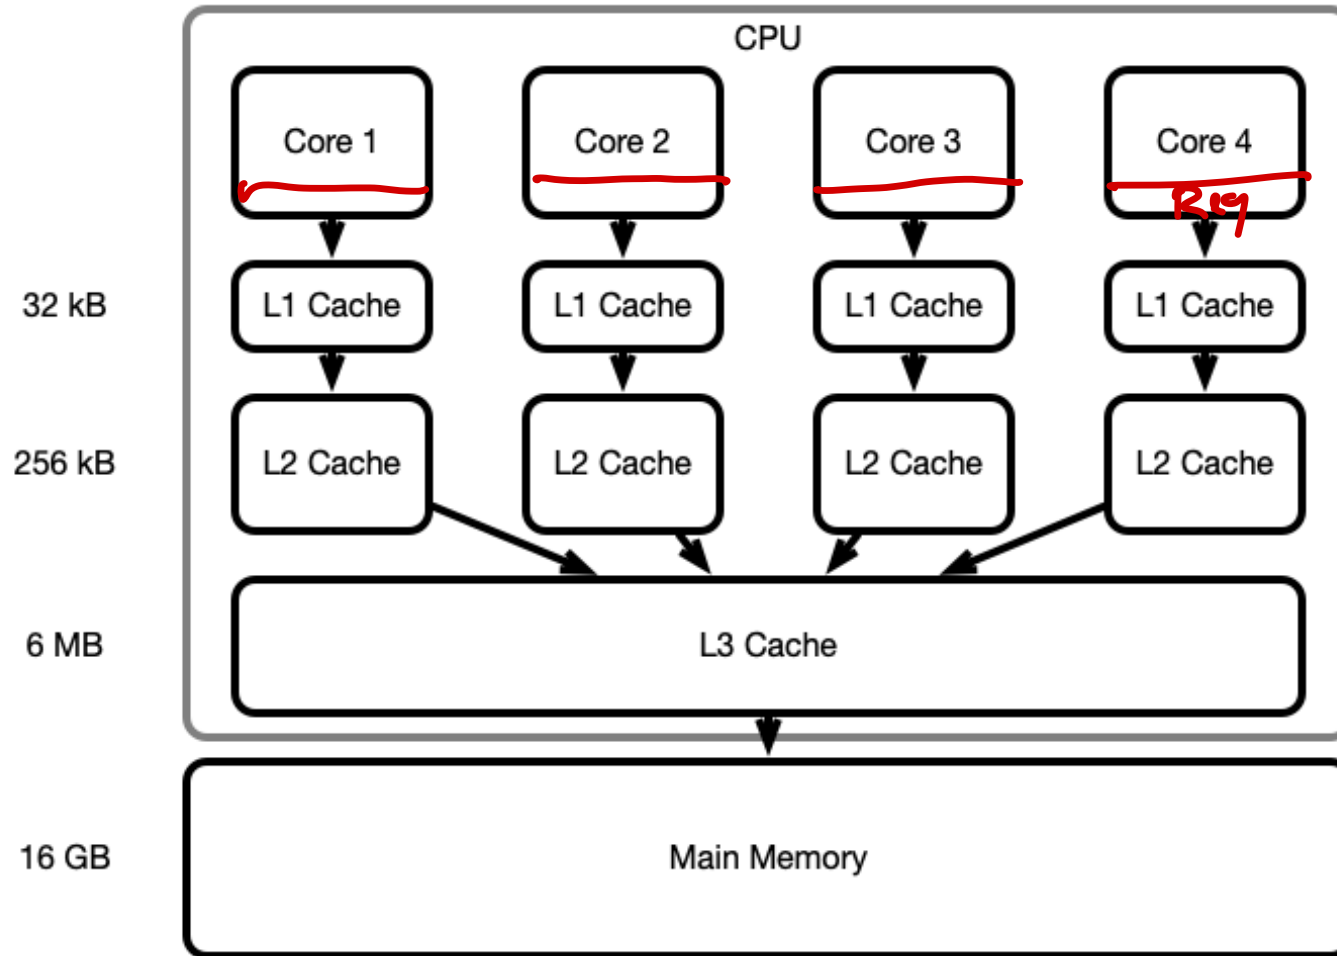 CPU
Core 1 Core 2 Core 3 Core 4
Reg
32 kB L1 Cache L1 Cache L1 Cache L1 Cache
256 kB L2 Cache L2 Cache L2 Cache L2 Cache
6 MB L3 Cache
16 GB Main Memory